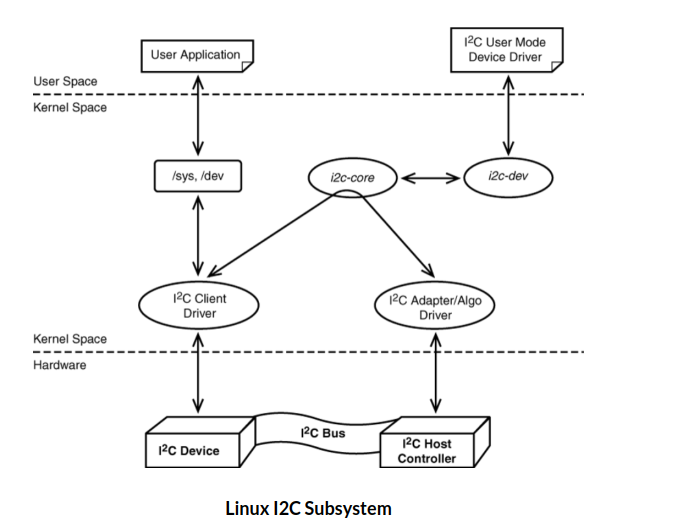 User Application
I²C User Mode
Device Driver
User Space
Kernel Space
/sys, /dev
i2c-core
i2c-dev
I²C Client
Driver
I²C Adapter/Algo
Driver
Kernel Space
Hardware
I²C Device
I²C Bus
I²C Host
Controller
Linux I2C Subsystem